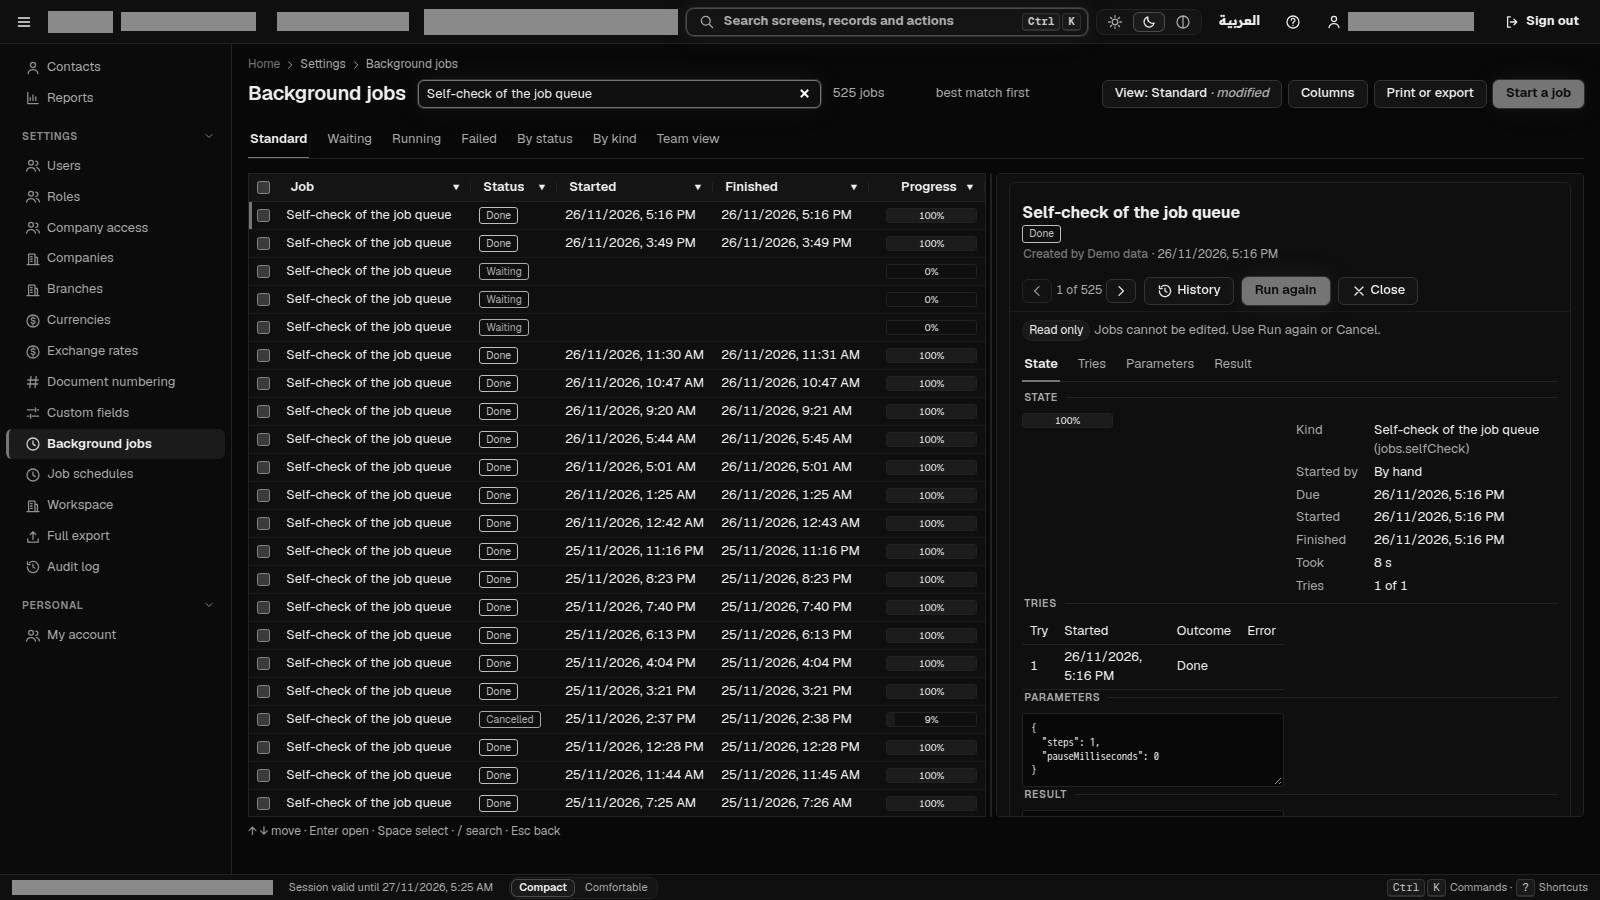 Search screens, records and actions
Ctrl K
العربية
Sign out
Contacts
Reports
SETTINGS
Users
Roles
Company access
Companies
Branches
Currencies
Exchange rates
Document numbering
Custom fields
Background jobs
Job schedules
Workspace
Full export
Audit log
PERSONAL
My account
Home > Settings > Background jobs
Background jobs
Self-check of the job queue
525 jobs
best match first
View: Standard · modified
Columns
Print or export
Start a job
Standard Waiting Running Failed By status By kind Team view
Job Status Started Finished Progress
Self-check of the job queue Done 26/11/2026, 5:16 PM 26/11/2026, 5:16 PM 100%
Self-check of the job queue Done 26/11/2026, 3:49 PM 26/11/2026, 3:49 PM 100%
Self-check of the job queue Waiting 0%
Self-check of the job queue Waiting 0%
Self-check of the job queue Waiting 0%
Self-check of the job queue Done 26/11/2026, 11:30 AM 26/11/2026, 11:31 AM 100%
Self-check of the job queue Done 26/11/2026, 10:47 AM 26/11/2026, 10:47 AM 100%
Self-check of the job queue Done 26/11/2026, 9:20 AM 26/11/2026, 9:21 AM 100%
Self-check of the job queue Done 26/11/2026, 5:44 AM 26/11/2026, 5:45 AM 100%
Self-check of the job queue Done 26/11/2026, 5:01 AM 26/11/2026, 5:01 AM 100%
Self-check of the job queue Done 26/11/2026, 1:25 AM 26/11/2026, 1:25 AM 100%
Self-check of the job queue Done 26/11/2026, 12:42 AM 26/11/2026, 12:43 AM 100%
Self-check of the job queue Done 25/11/2026, 11:16 PM 25/11/2026, 11:16 PM 100%
Self-check of the job queue Done 25/11/2026, 8:23 PM 25/11/2026, 8:23 PM 100%
Self-check of the job queue Done 25/11/2026, 7:40 PM 25/11/2026, 7:40 PM 100%
Self-check of the job queue Done 25/11/2026, 6:13 PM 25/11/2026, 6:13 PM 100%
Self-check of the job queue Done 25/11/2026, 4:04 PM 25/11/2026, 4:04 PM 100%
Self-check of the job queue Done 25/11/2026, 3:21 PM 25/11/2026, 3:21 PM 100%
Self-check of the job queue Cancelled 25/11/2026, 2:37 PM 25/11/2026, 2:38 PM 9%
Self-check of the job queue Done 25/11/2026, 12:28 PM 25/11/2026, 12:28 PM 100%
Self-check of the job queue Done 25/11/2026, 11:44 AM 25/11/2026, 11:45 AM 100%
Self-check of the job queue Done 25/11/2026, 7:25 AM 25/11/2026, 7:26 AM 100%
↑↓ move · Enter open · Space select · / search · Esc back
Self-check of the job queue
Done
Created by Demo data · 26/11/2026, 5:16 PM
1 of 525
History
Run again
Close
Read only Jobs cannot be edited. Use Run again or Cancel.
State Tries Parameters Result
STATE
100%
Kind Self-check of the job queue
(jobs.selfCheck)
Started by By hand
Due 26/11/2026, 5:16 PM
Started 26/11/2026, 5:16 PM
Finished 26/11/2026, 5:16 PM
Took 8 s
Tries 1 of 1
TRIES
Try Started Outcome Error
1 26/11/2026, 5:16 PM Done
PARAMETERS
{
"steps": 1,
"pauseMilliseconds": 0
}
RESULT
Session valid until 27/11/2026, 5:25 AM
Compact Comfortable
Ctrl K Commands · ? Shortcuts